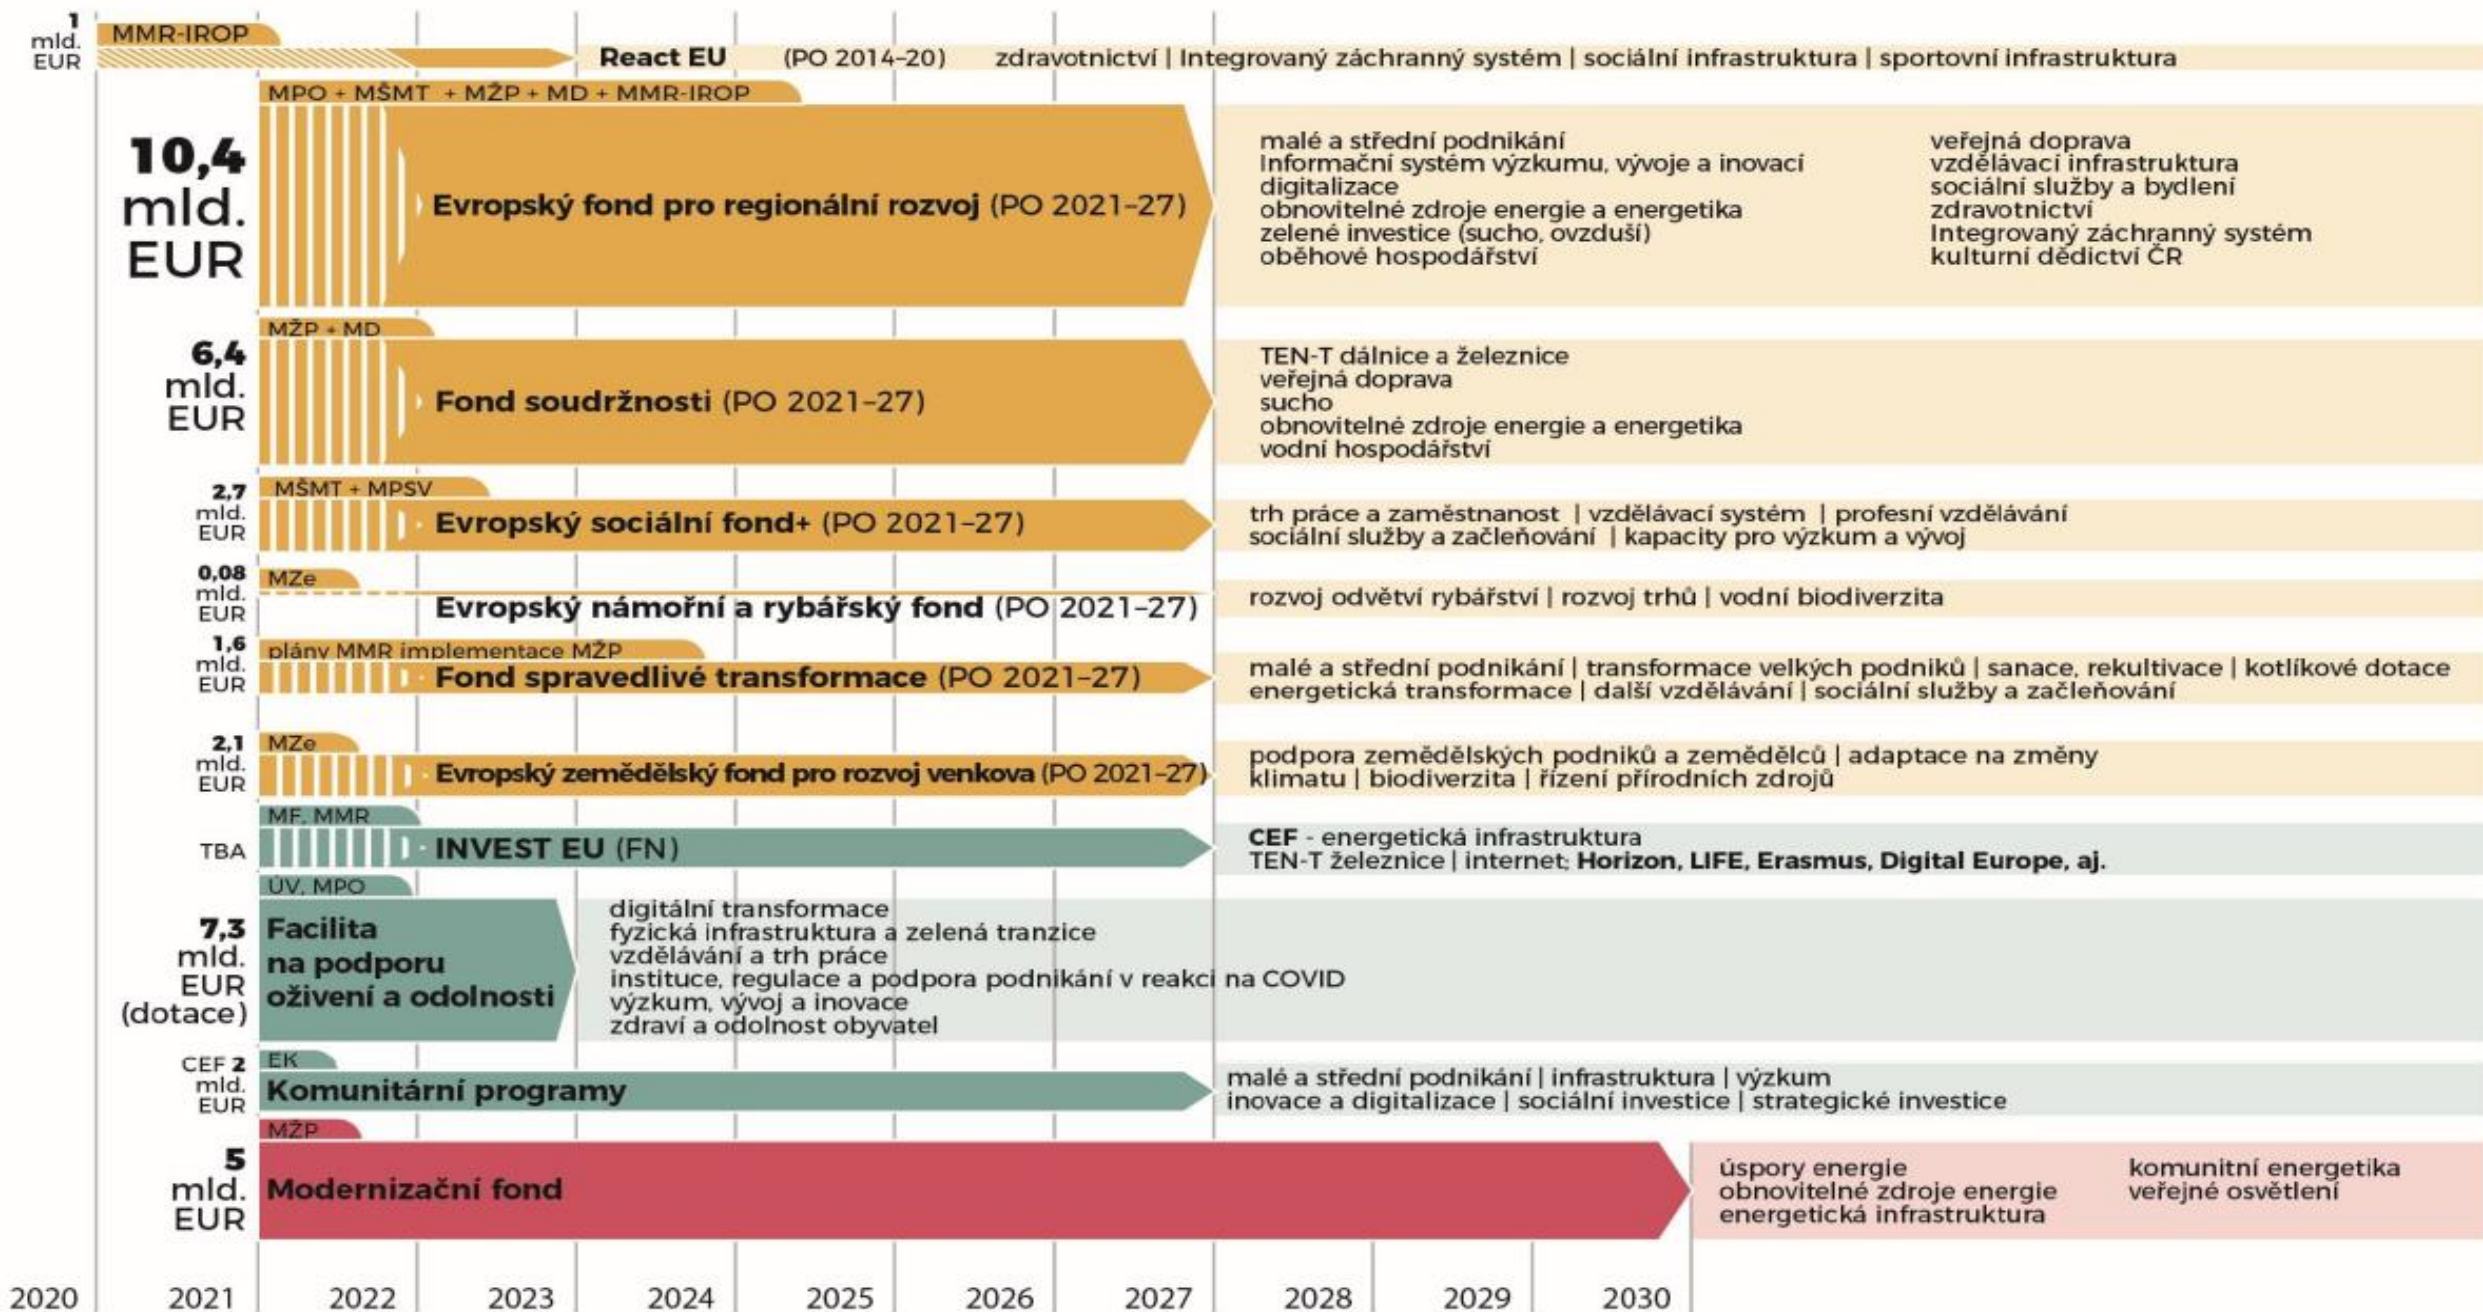 1
mld.
EUR
MMR-IROP
React EU (PO 2014–20) zdravotnictví | Integrovaný záchranný systém | sociální infrastruktura | sportovní infrastruktura
MPO + MŠMT + MŽP + MD + MMR-IROP
10,4
mld.
EUR
Evropský fond pro regionální rozvoj (PO 2021–27)
malé a střední podnikání
Informační systém výzkumu, vývoje a inovací
digitalizace
obnovitelné zdroje energie a energetika
zelené investice (sucho, ovzduší)
oběhové hospodářství
veřejná doprava
vzdělávací infrastruktura
sociální služby a bydlení
zdravotnictví
Integrovaný záchranný systém
kulturní dědictví ČR
MŽP + MD
6,4
mld.
EUR
Fond soudržnosti (PO 2021–27)
TEN-T dálnice a železnice
veřejná doprava
sucho
obnovitelné zdroje energie a energetika
vodní hospodářství
MŠMT + MPSV
2,7
mld.
EUR
Evropský sociální fond+ (PO 2021–27)
trh práce a zaměstnanost | vzdělávací systém | profesní vzdělávání
sociální služby a začleňování | kapacity pro výzkum a vývoj
MZe
0,08
mld.
EUR
Evropský námořní a rybářský fond (PO 2021–27)
rozvoj odvětví rybářství | rozvoj trhů | vodní biodiverzita
plány MMR implementace MŽP
1,6
mld.
EUR
Fond spravedlivé transformace (PO 2021–27)
malé a střední podnikání | transformace velkých podniků | sanace, rekultivace | kotlíkové dotace
energetická transformace | další vzdělávání | sociální služby a začleňování
MZe
2,1
mld.
EUR
Evropský zemědělský fond pro rozvoj venkova (PO 2021–27)
podpora zemědělských podniků a zemědělců | adaptace na změny
klimatu | biodiverzita | řízení přírodních zdrojů
MF, MMR
TBA
INVEST EU (FN)
CEF - energetická infrastruktura
TEN-T železnice | internet; Horizon, LIFE, Erasmus, Digital Europe, aj.
ÚV, MPO
7,3
mld.
EUR
(dotace)
Facilita
na podporu
oživení a odolnosti
digitální transformace
fyzická infrastruktura a zelená tranzice
vzdělávání a trh práce
instituce, regulace a podpora podnikání v reakci na COVID
výzkum, vývoj a inovace
zdraví a odolnost obyvatel
EK
CEF 2
mld.
EUR
Komunitární programy
malé a střední podnikání | infrastruktura | výzkum
inovace a digitalizace | sociální investice | strategické investice
MŽP
5
mld.
EUR
Modernizační fond
úspory energie
obnovitelné zdroje energie
energetická infrastruktura
komunitní energetika
veřejné osvětlení
2020 2021 2022 2023 2024 2025 2026 2027 2028 2029 2030